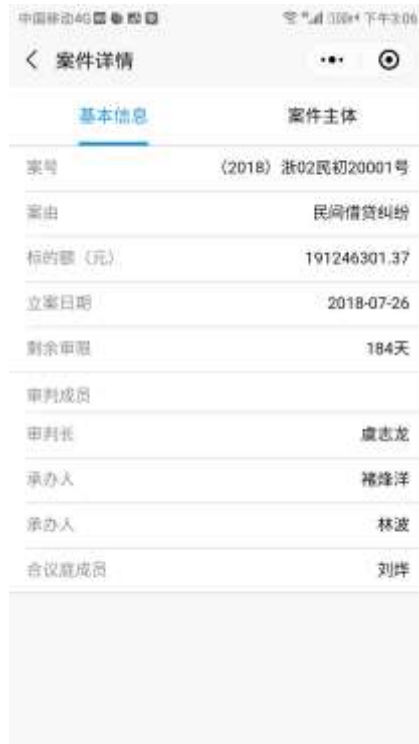 中国移动4G 下午3:06
案件详情
基本信息 案件主体
案号 (2018) 浙02民初20001号
案由 民间借贷纠纷
标的额(元) 191246301.37
立案日期 2018-07-26
剩余审限 184天
审判成员
审判长 虞志龙
承办人 褚烽洋
承办人 林波
合议庭成员 刘烨